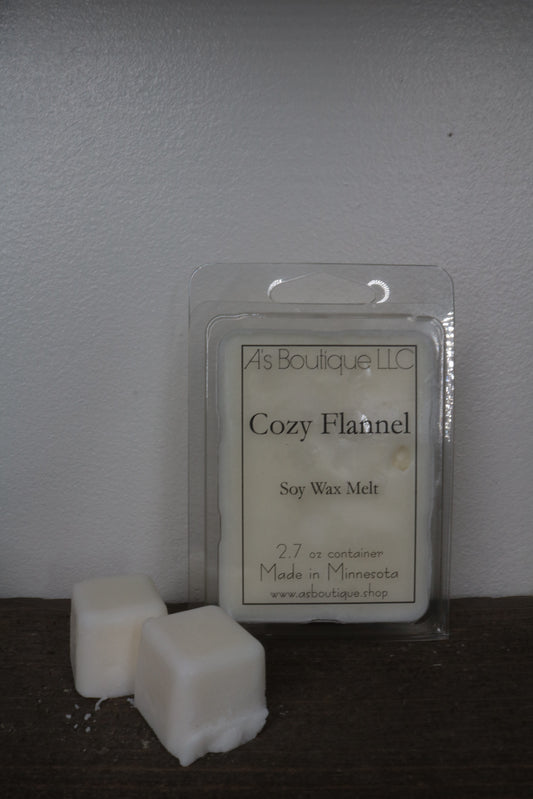 A's Boutique LLC
Cozy Flannel
Soy Wax Melt
2.7 oz container
Made in Minnesota
www.asboutique.shop